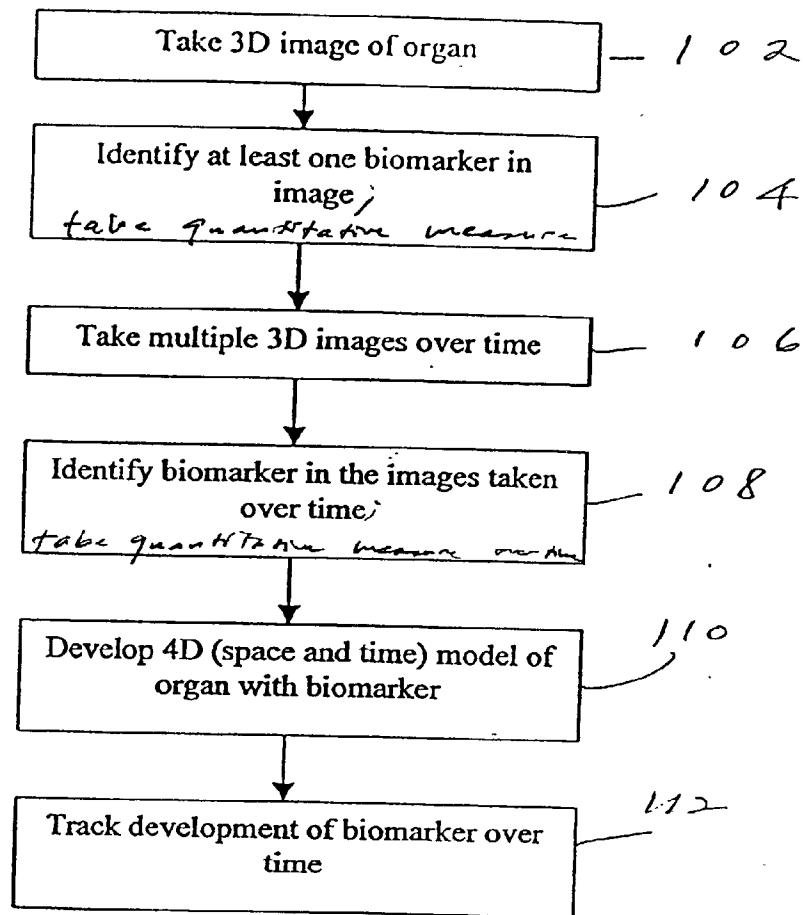 Take 3D image of organ
102
Identify at least one biomarker in
image;
take quantitative measure
104
Take multiple 3D images over time
106
Identify biomarker in the images taken
over time;
take quantitative measure over time
108
Develop 4D (space and time) model of
organ with biomarker
110
Track development of biomarker over
time
112